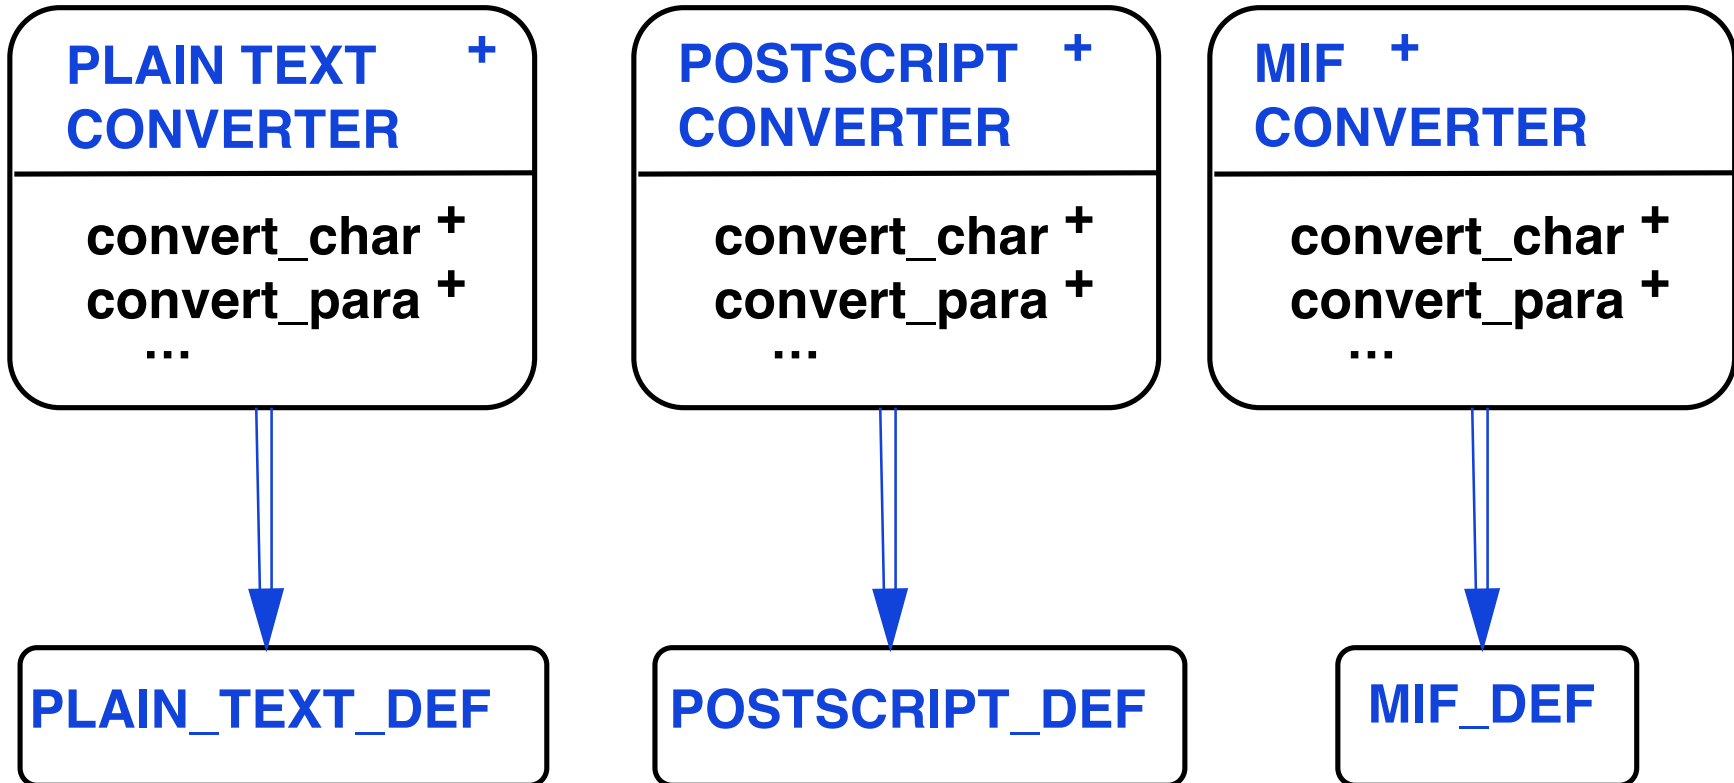 PLAIN TEXT +
CONVERTER
convert_char +
convert_para +
...
PLAIN_TEXT_DEF
POSTSCRIPT +
CONVERTER
convert_char +
convert_para +
...
POSTSCRIPT_DEF
MIF +
CONVERTER
convert_char +
convert_para +
...
MIF_DEF